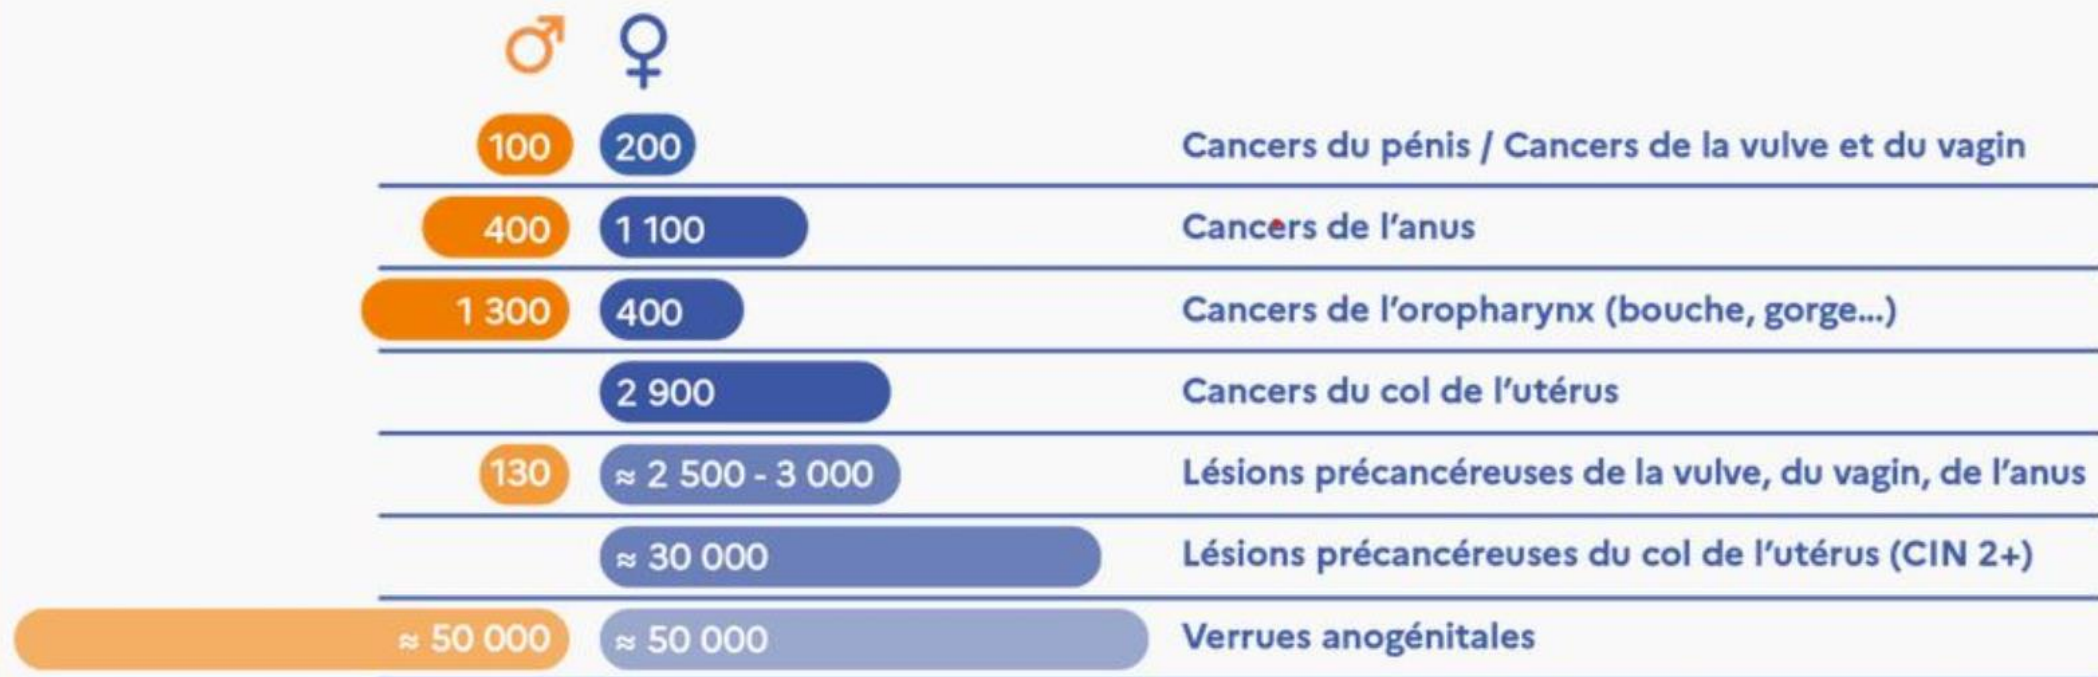 100 200 Cancers du pénis / Cancers de la vulve et du vagin
400 1 100 Cancers de l'anus
1 300 400 Cancers de l'oropharynx (bouche, gorge...)
2 900 Cancers du col de l'utérus
130 ≈ 2 500 - 3 000 Lésions précancéreuses de la vulve, du vagin, de l'anus
≈ 30 000 Lésions précancéreuses du col de l'utérus (CIN 2+)
≈ 50 000 ≈ 50 000 Verrues anogénitales